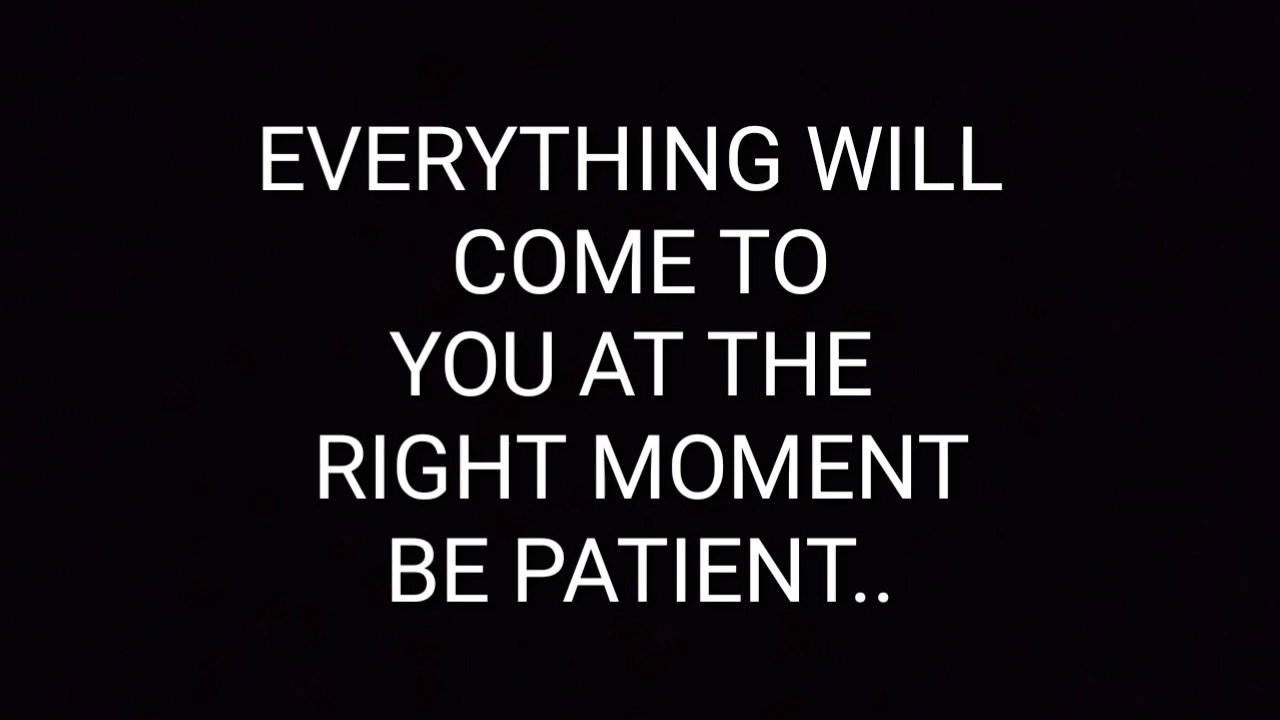 EVERYTHING WILL
COME TO
YOU AT THE
RIGHT MOMENT
BE PATIENT..